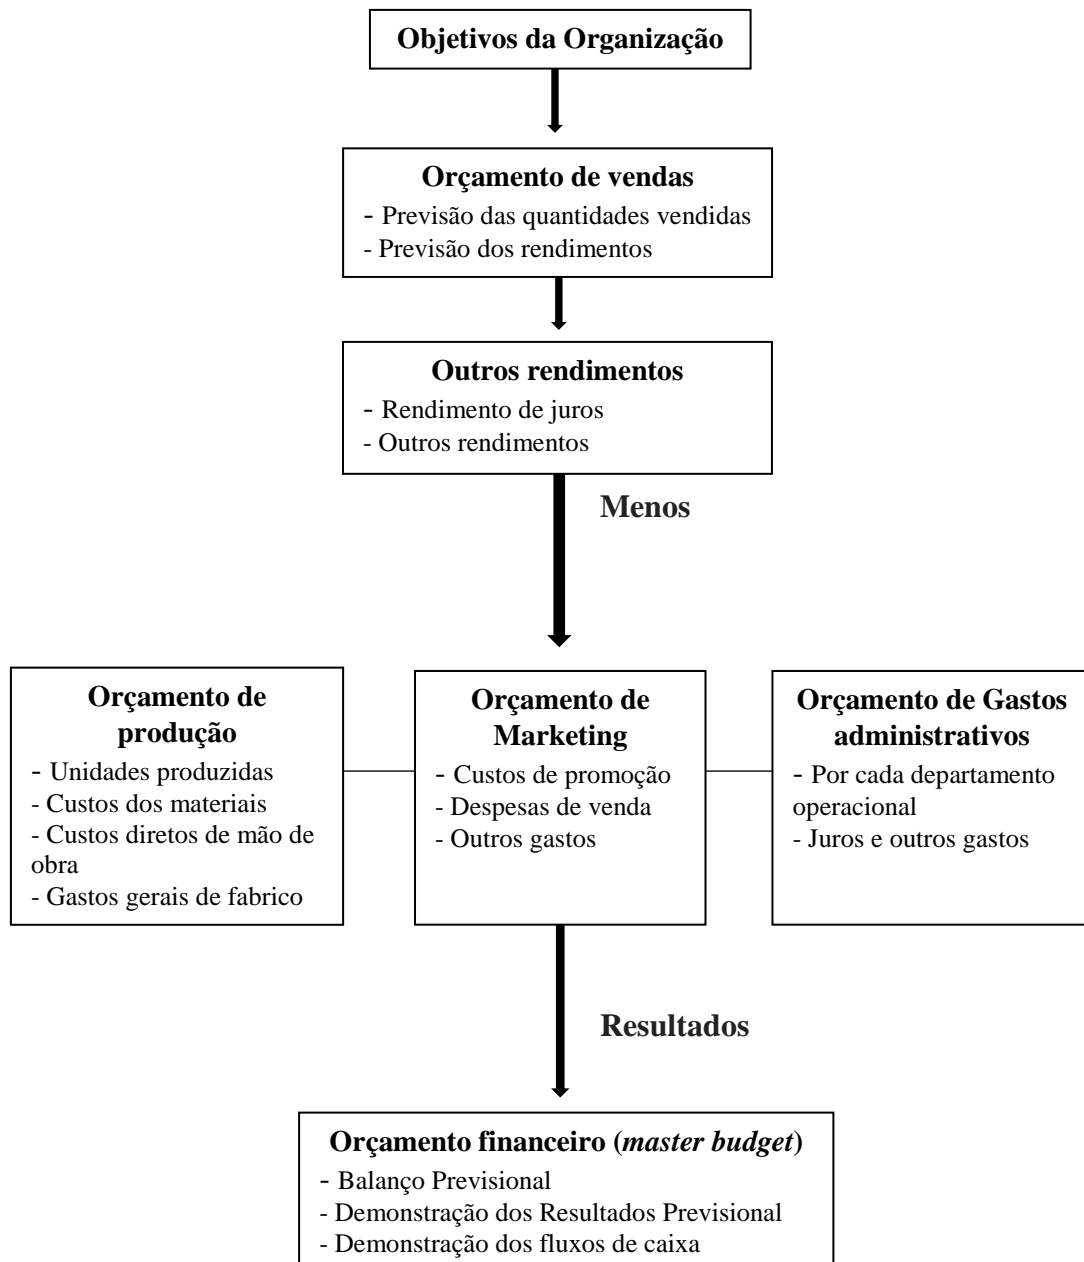 Objetivos da Organização
Orçamento de vendas
- Previsão das quantidades vendidas
- Previsão dos rendimentos
Outros rendimentos
- Rendimento de juros
- Outros rendimentos
Menos
Orçamento de
produção
- Unidades produzidas
- Custos dos materiais
- Custos diretos de mão de
obra
- Gastos gerais de fabrico
Orçamento de
Marketing
- Custos de promoção
- Despesas de venda
- Outros gastos
Orçamento de Gastos
administrativos
- Por cada departamento
operacional
- Juros e outros gastos
Resultados
Orçamento financeiro (master budget)
- Balanço Previsional
- Demonstração dos Resultados Previsional
- Demonstração dos fluxos de caixa